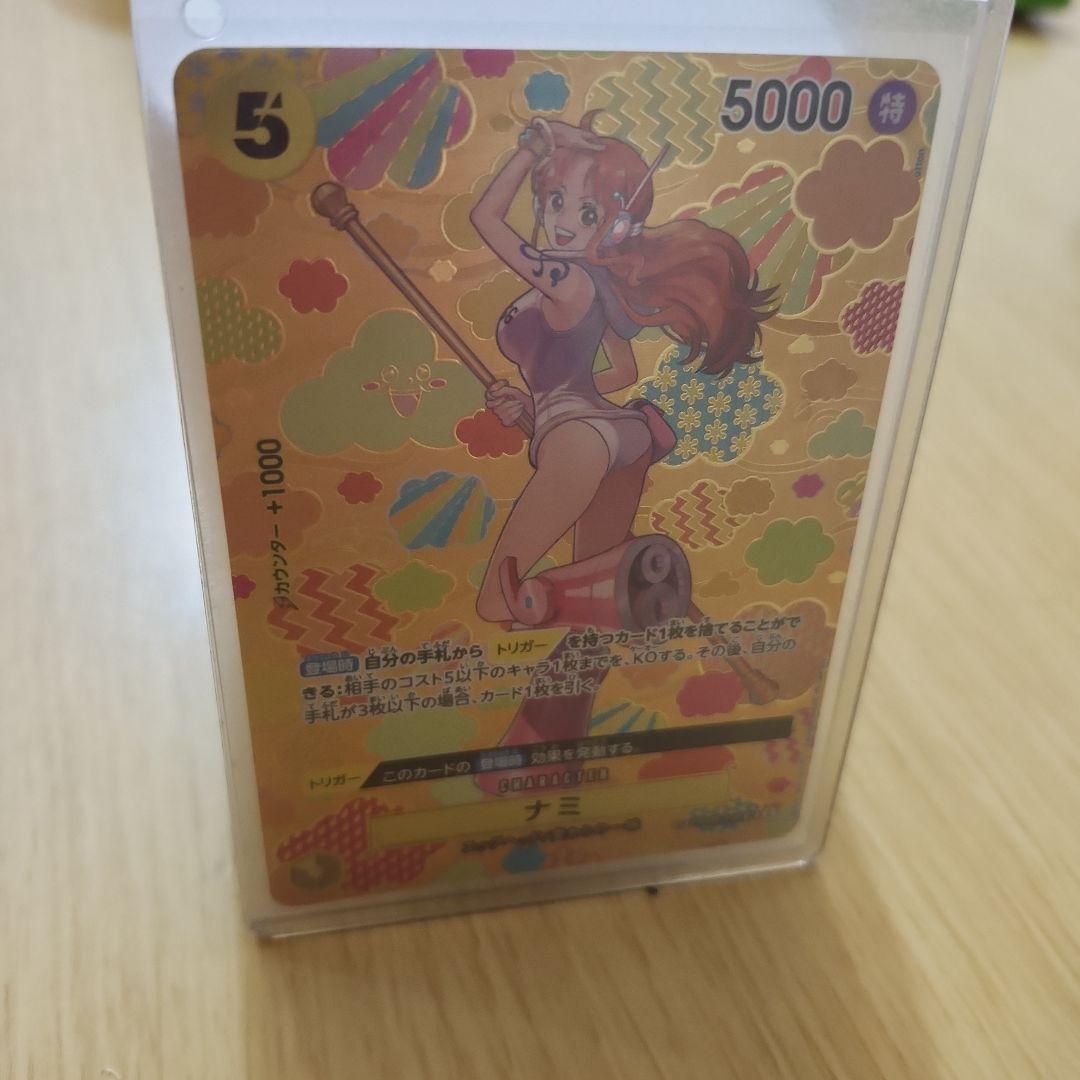 5
5000
特
カウンター +1000
登場時 自分の手札から トリガー を持つカード1枚を捨てることがで
きる:相手のコスト5以下のキャラ1枚までを、KOする。その後、自分の
手札が3枚以下の場合、カード1枚を引く。
トリガー このカードの 登場時 効果を発動する。
CHARACTER
ナミ